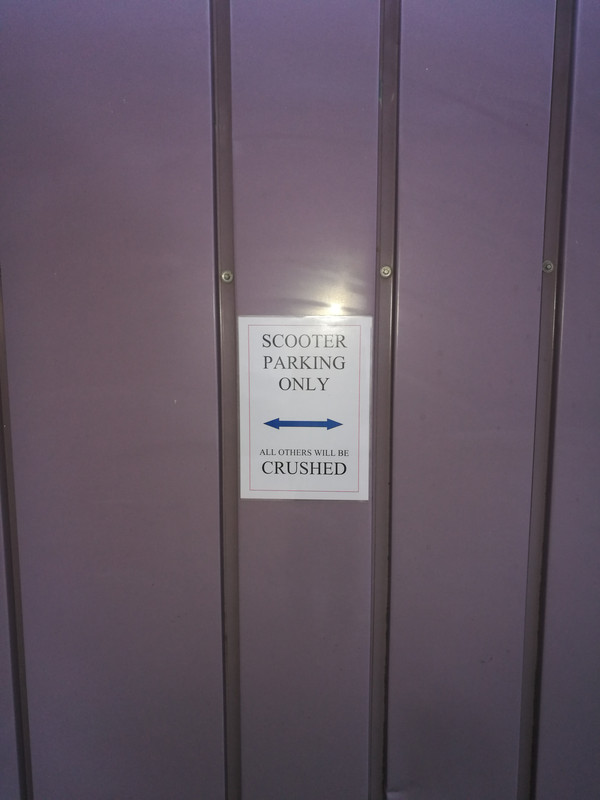 SCOOTER
PARKING
ONLY
ALL OTHERS WILL BE
CRUSHED